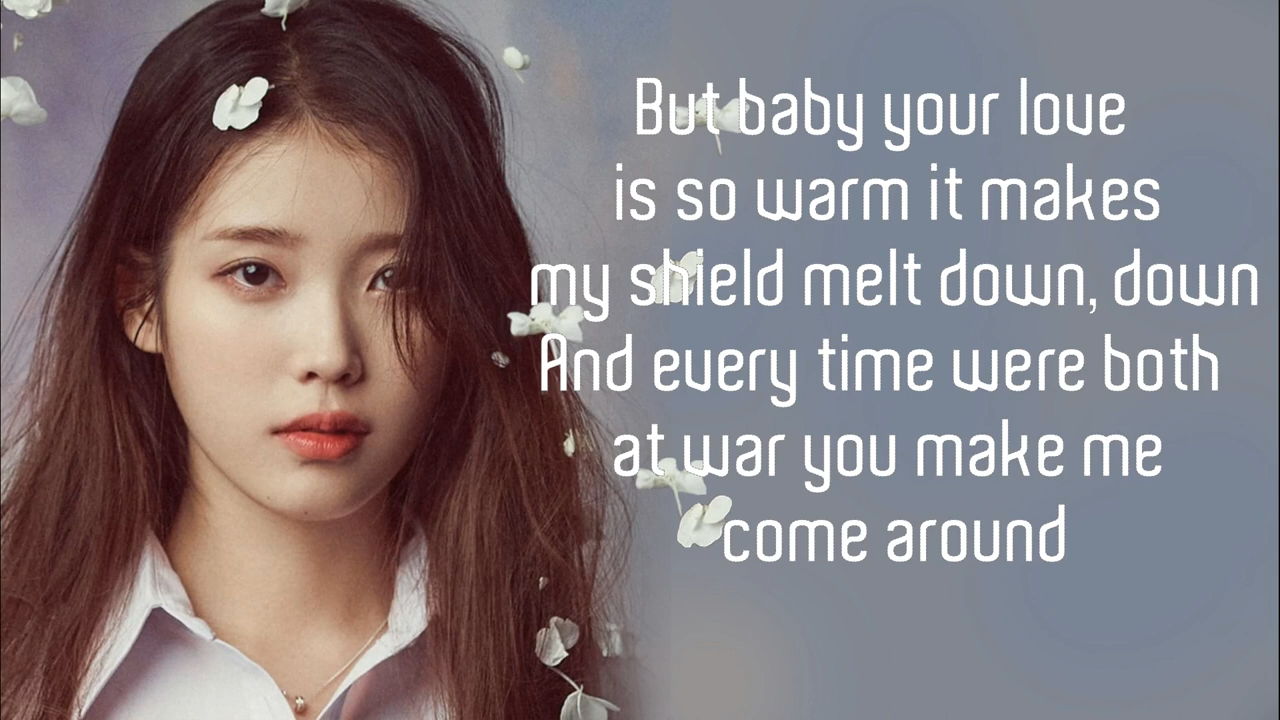 But baby your love
is so warm it makes
my shield melt down, down
And every time were both
at war you make me
come around